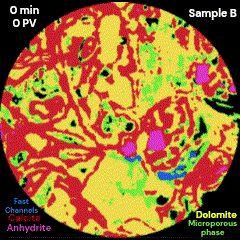 0 min
0 PV
Sample B
Fast
Channels
Calcite
Anhydrite
Dolomite
Microporous
phase